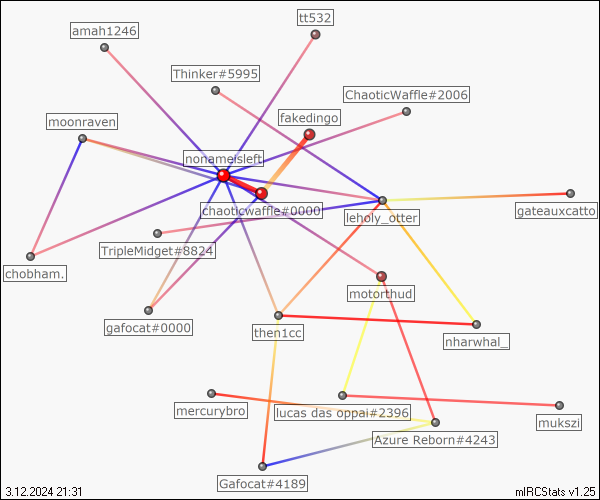 tt532
amah1246
Thinker#5995
ChaoticWaffle#2006
fakedingo
moonraven
nonameisleft
chaoticwaffle#0000
leholy_otter
gateauxcatto
TripleMidget#8824
chobham.
motorthud
gafocat#0000
then1cc
nharwhal_
mercurybro
lucas das oppai#2396
mukszi
Azure Reborn#4243
Gafocat#4189
3.12.2024 21:31
mIRCStats v1.25